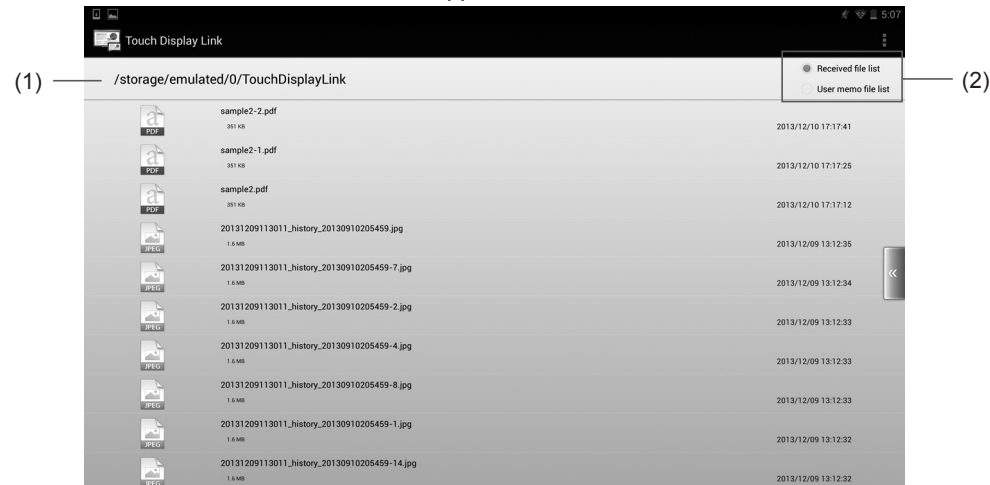 5:07
Touch Display Link
(1)
/storage/emulated/0/TouchDisplayLink
Received file list
User memo file list
(2)
sample2-2.pdf
351 KB
2013/12/10 17:17:41
PDF
sample2-1.pdf
351 KB
2013/12/10 17:17:25
PDF
sample2.pdf
351 KB
2013/12/10 17:17:12
PDF
20131209113011_history_20130910205459.jpg
1.6 MB
2013/12/09 13:12:35
JPEG
20131209113011_history_20130910205459-7.jpg
1.6 MB
2013/12/09 13:12:34
JPEG
20131209113011_history_20130910205459-2.jpg
1.6 MB
2013/12/09 13:12:33
JPEG
20131209113011_history_20130910205459-4.jpg
1.6 MB
2013/12/09 13:12:33
JPEG
20131209113011_history_20130910205459-8.jpg
1.6 MB
2013/12/09 13:12:33
JPEG
20131209113011_history_20130910205459-1.jpg
1.6 MB
2013/12/09 13:12:32
JPEG
20131209113011_history_20130910205459-14.jpg
1.6 MB
2013/12/09 13:12:32
JPEG